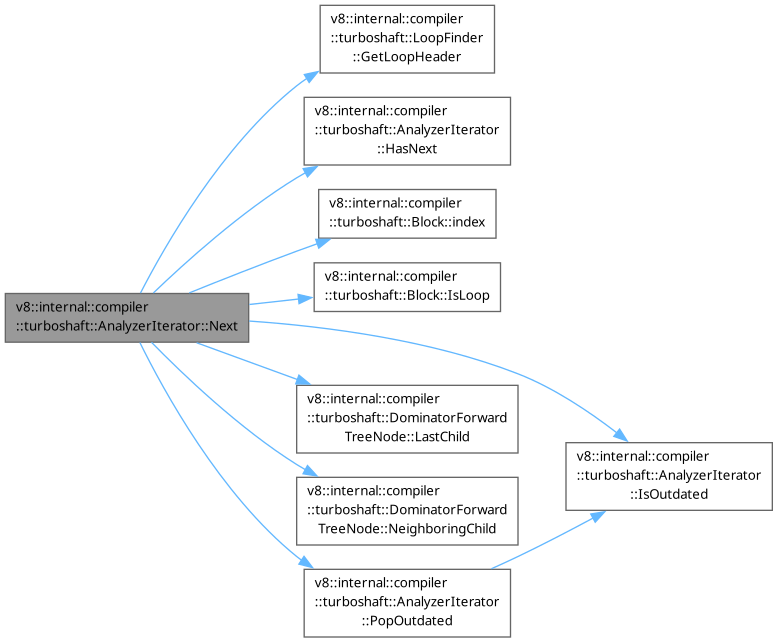 v8::internal::compiler
::turboshaft::LoopFinder
::GetLoopHeader
v8::internal::compiler
::turboshaft::AnalyzerIterator
::HasNext
v8::internal::compiler
::turboshaft::Block::index
v8::internal::compiler
::turboshaft::Block::IsLoop
v8::internal::compiler
::turboshaft::AnalyzerIterator::Next
v8::internal::compiler
::turboshaft::DominatorForward
TreeNode::LastChild
v8::internal::compiler
::turboshaft::AnalyzerIterator
::IsOutdated
v8::internal::compiler
::turboshaft::DominatorForward
TreeNode::NeighboringChild
v8::internal::compiler
::turboshaft::AnalyzerIterator
::PopOutdated